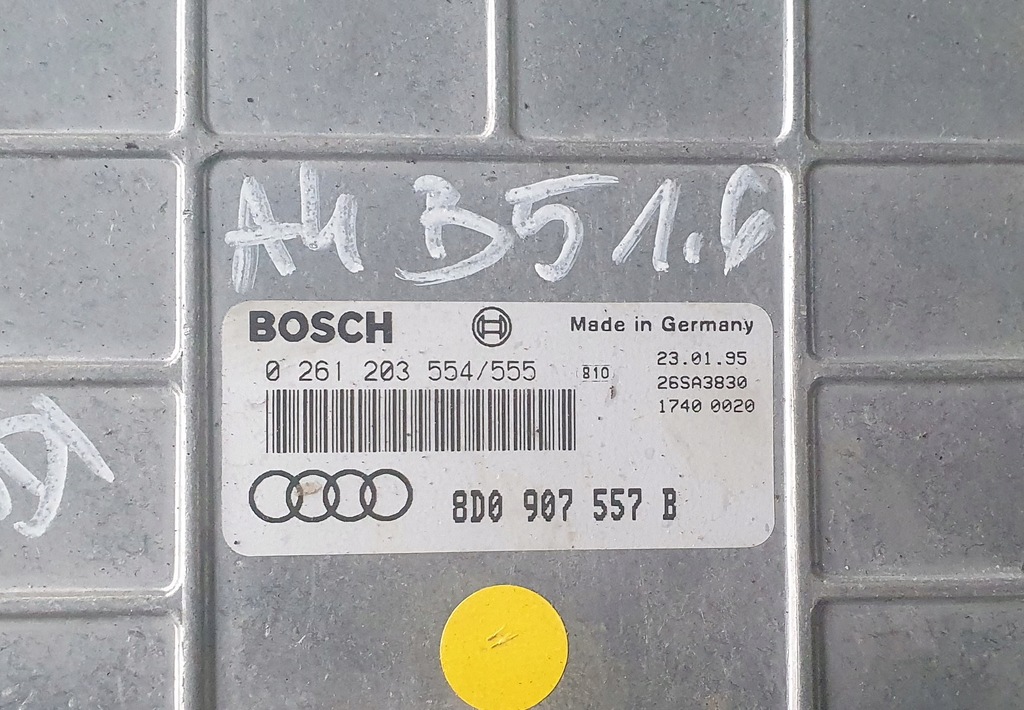 A4 B5 1.6
BOSCH Made in Germany
0 261 203 554/555 810 23.01.95
26SA3830
1740 0020
8D0 907 557 B